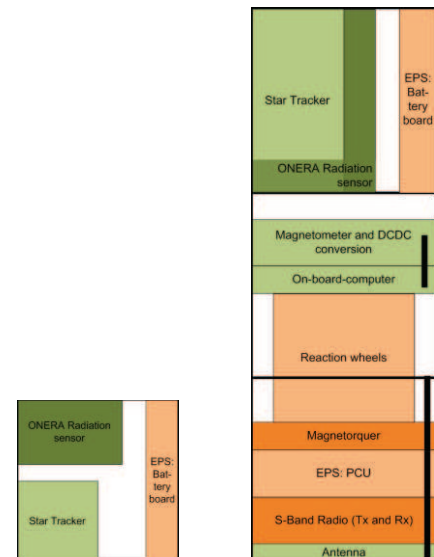 ONERA Radiation
sensor
EPS:
Bat-
tery
board
Star Tracker
Star Tracker
EPS:
Bat-
tery
board
ONERA Radiation
sensor
Magnetometer and DCDC
conversion
On-board-computer
Reaction wheels
Magnetorquer
EPS: PCU
S-Band Radio (Tx and Rx)
Antenna